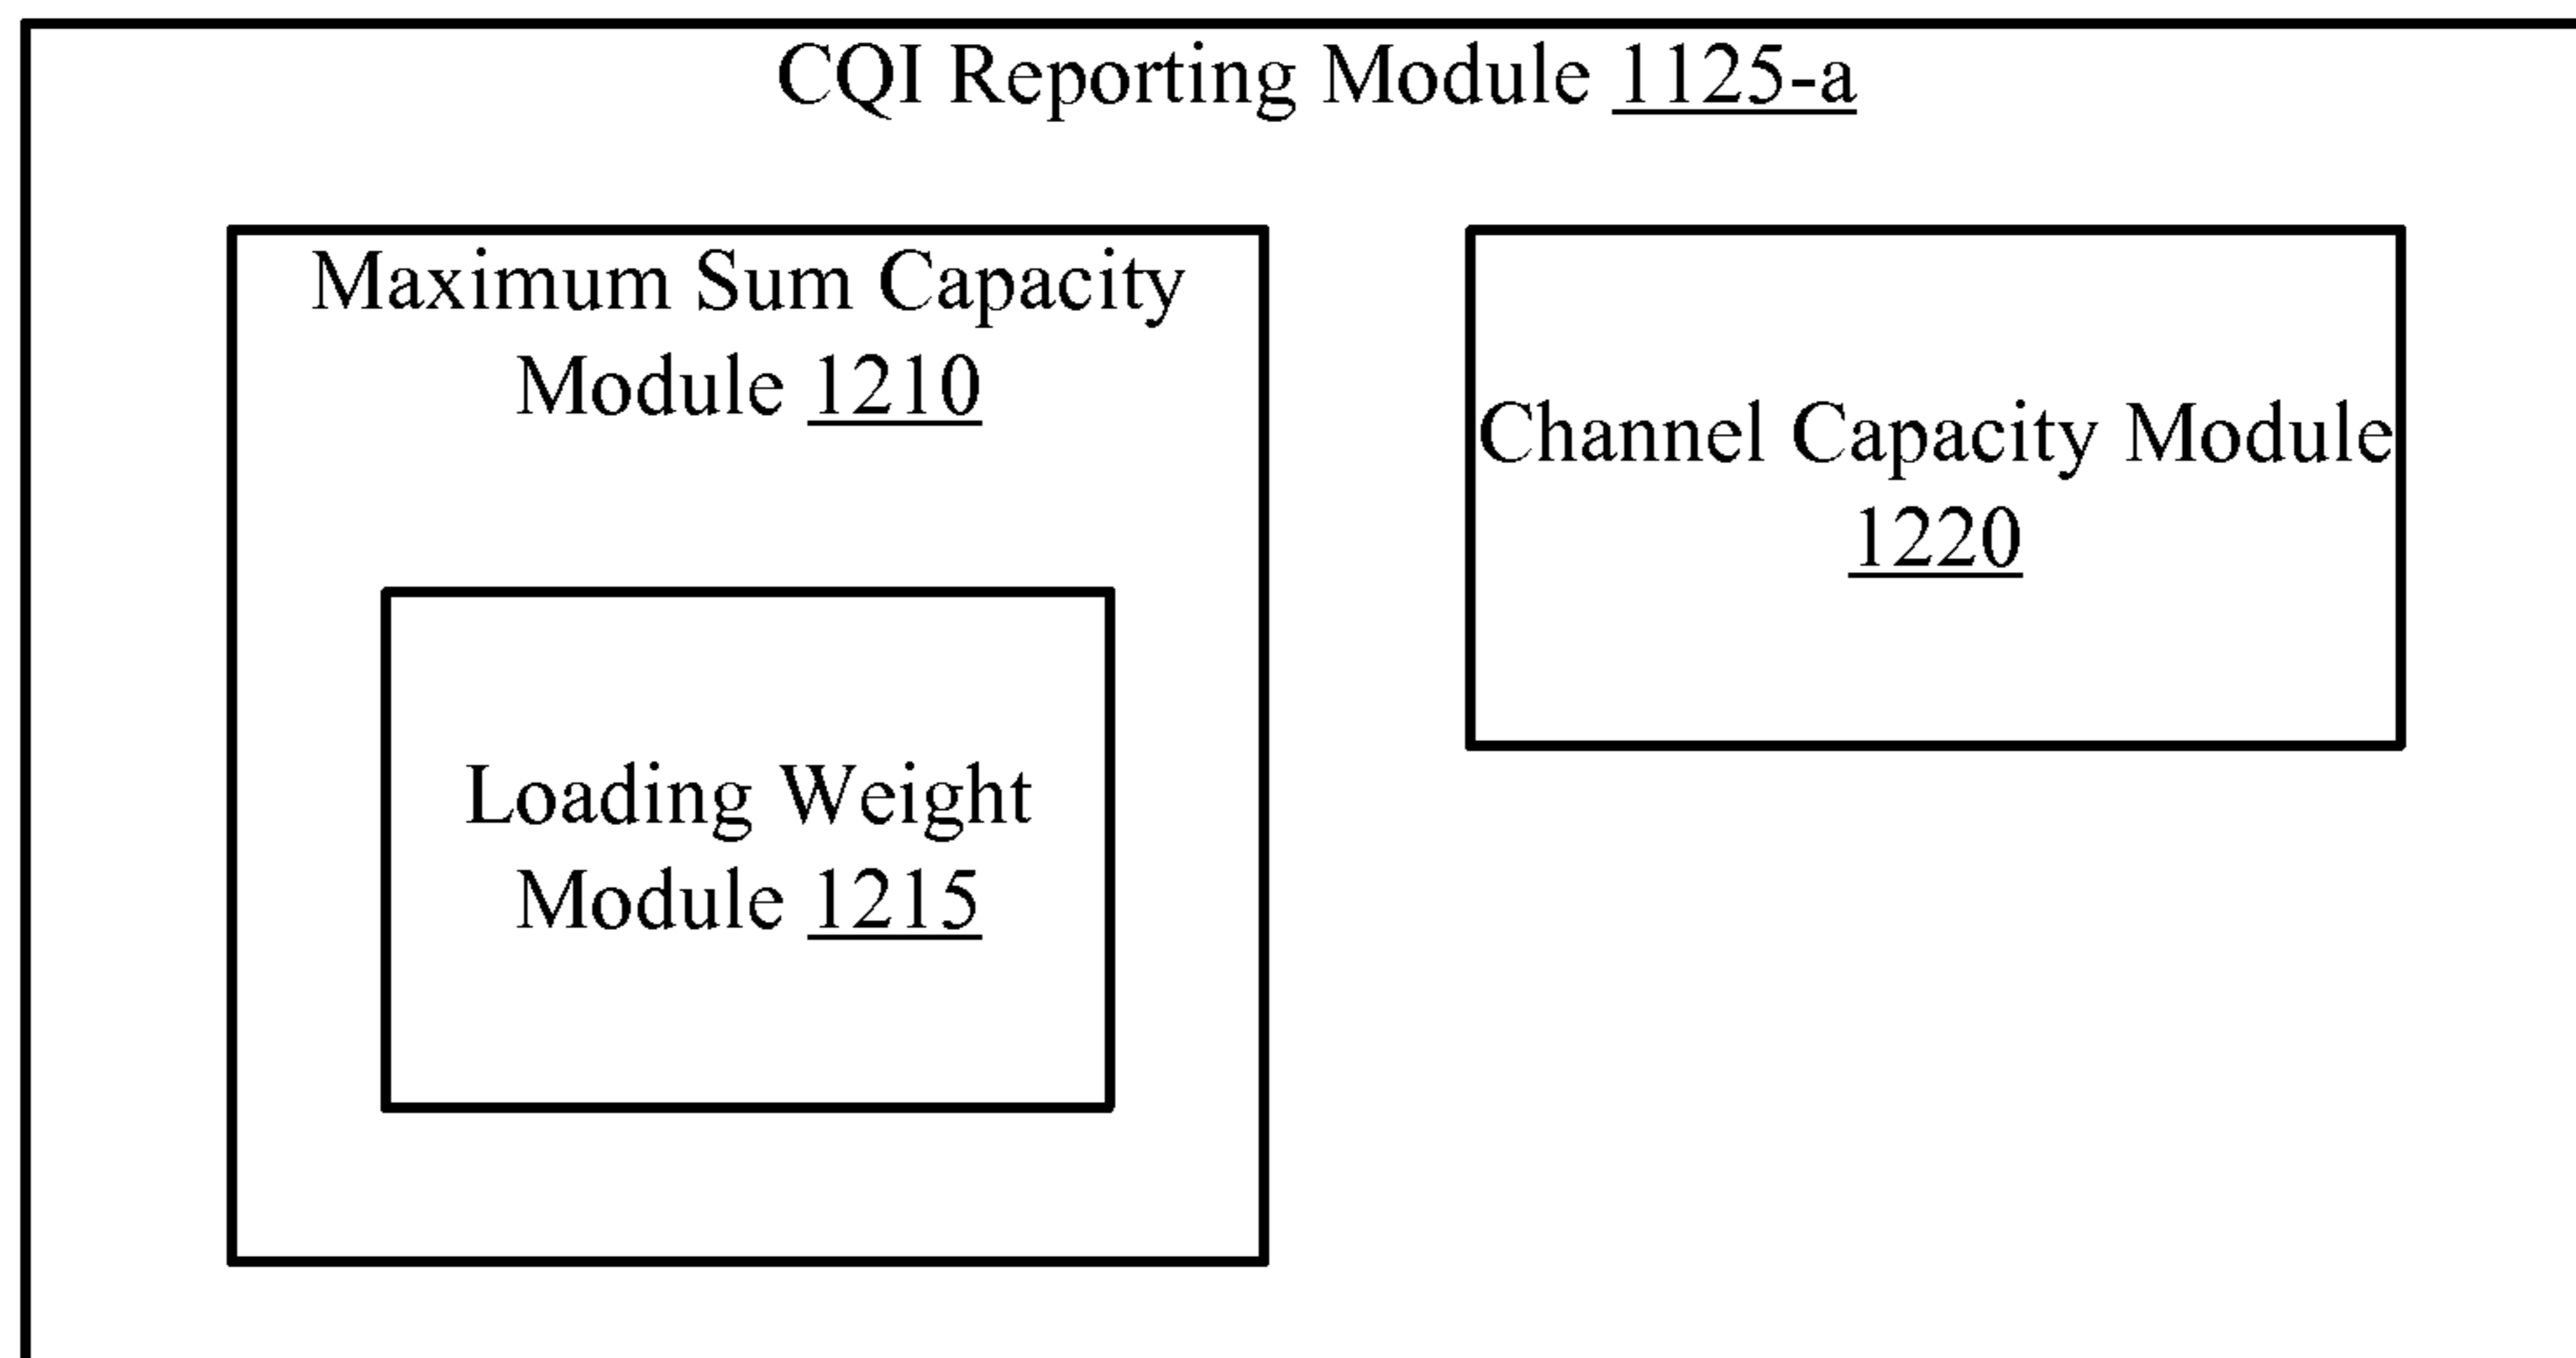 CQI Reporting Module 1125-a
Maximum Sum Capacity
Module 1210
Loading Weight
Module 1215
Channel Capacity Module
1220